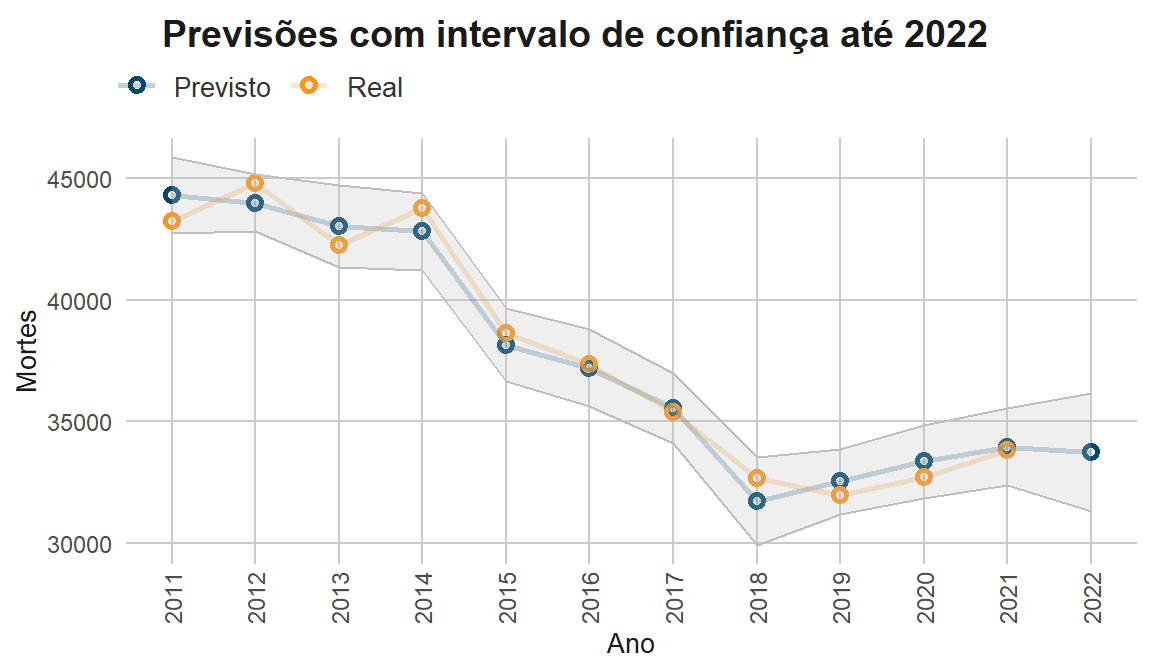 Previsões com intervalo de confiança até 2022
Previsto Real
Mortes
45000
40000
35000
30000
2011 2012 2013 2014 2015 2016 2017 2018 2019 2020 2021 2022
Ano